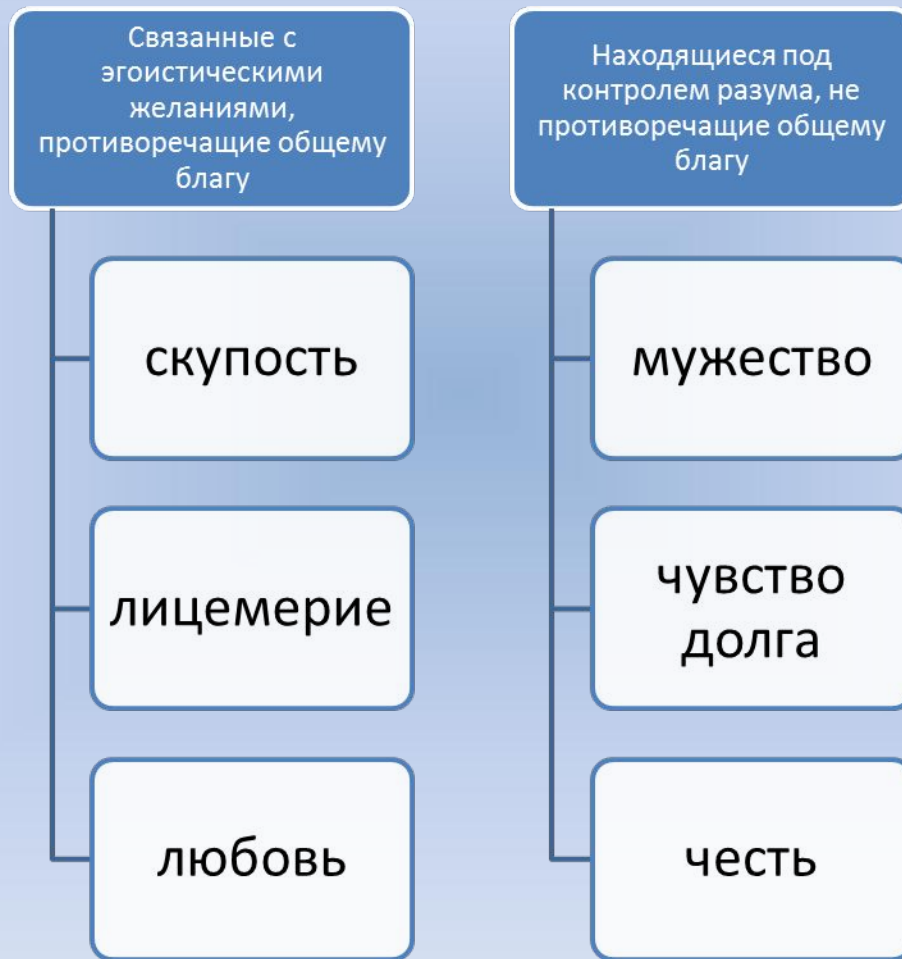 Связанные с
эгоистическими
желаниями,
противоречащие общему
благу
скупость
лицемерие
любовь
Находящиеся под
контролем разума, не
противоречащие общему
благу
мужество
чувство
долга
честь